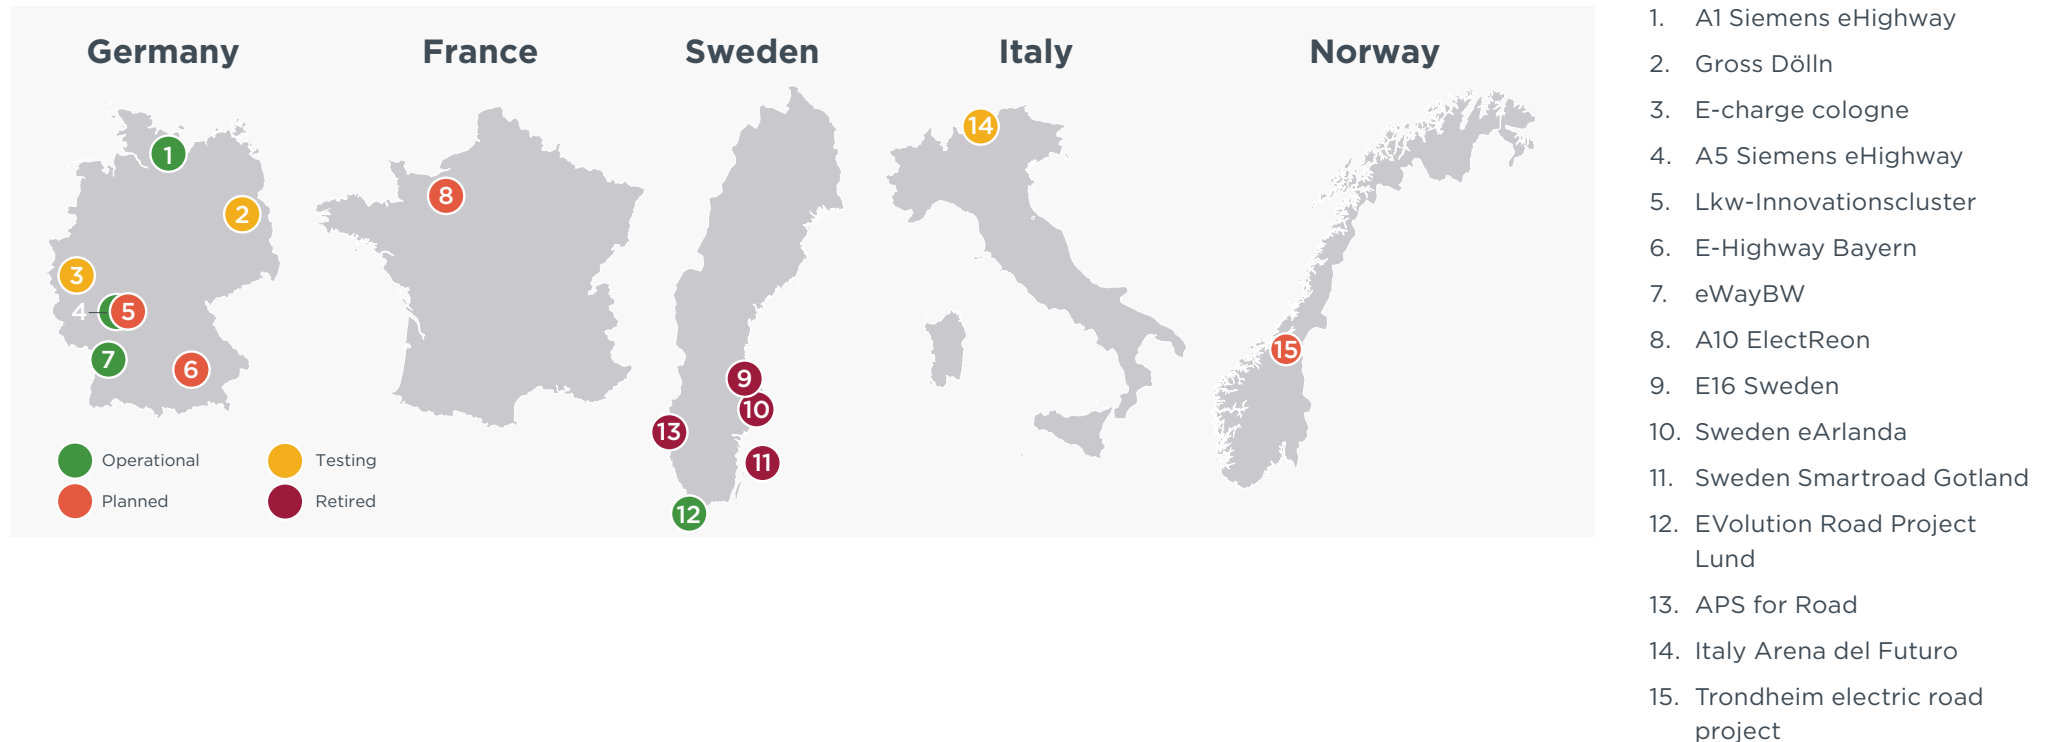 Germany
France
Sweden
Italy
Norway
1
2
3
4
5
7
6
8
9
10
13
11
12
14
15
Operational
Testing
Planned
Retired
1. A1 Siemens eHighway
2. Gross Dölln
3. E-charge cologne
4. A5 Siemens eHighway
5. Lkw-Innovationscluster
6. E-Highway Bayern
7. eWayBW
8. A10 ElectReon
9. E16 Sweden
10. Sweden eArlanda
11. Sweden Smartroad Gotland
12. EVolution Road Project
Lund
13. APS for Road
14. Italy Arena del Futuro
15. Trondheim electric road
project